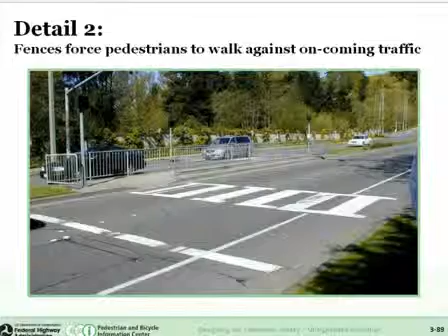 Detail 2:
Fences force pedestrians to walk against on-coming traffic
Federal Highway
Pedestrian and Bicycle
Information Center
3-89